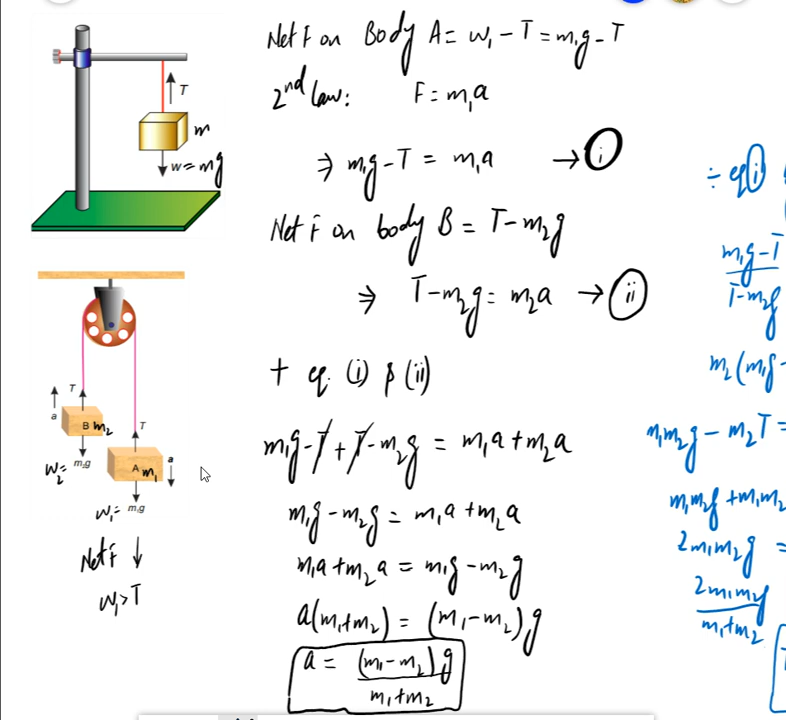 T
m
w = mg
T
a
B m₂
T
W₂ = m₂g
A m₁
a
W₁ = m₁g
Net F ↓
W₁ > T
Net F on Body A = W₁ - T = m₁g - T
2nd law: F = m₁a
⇒ m₁g - T = m₁a → (i)
Net F on body B = T - m₂g
⇒ T - m₂g = m₂a → (ii)
+ eq (i) & (ii)
m₁g - T + T - m₂g = m₁a + m₂a
m₁g - m₂g = m₁a + m₂a
m₁a + m₂a = m₁g - m₂g
a(m₁+m₂) = (m₁-m₂)g
a = (m₁-m₂)g
m₁+m₂
÷ eq (i)
m₁g - T
T - m₂g
m₂(m₁g -
m₁m₂g - m₂T =
m₁m₂g + m₁m₂
2m₁m₂g =
2m₁m₂g
m₁+m₂